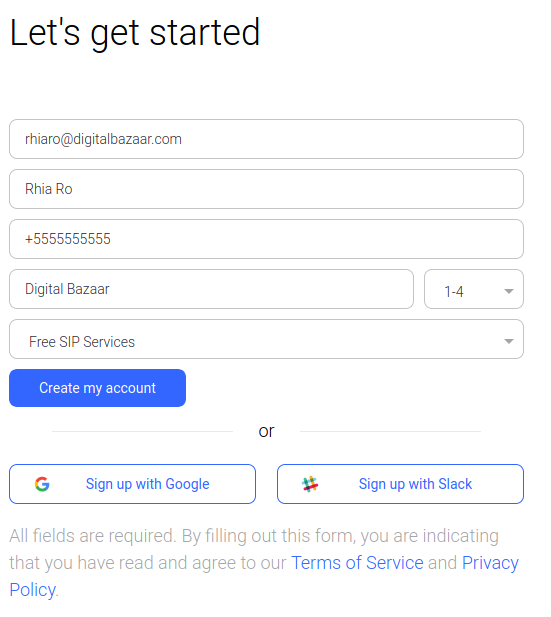 Let's get started
rhiaro@digitalbazaar.com
Rhia Ro
+5555555555
Digital Bazaar
1-4
Free SIP Services
Create my account
or
Sign up with Google
Sign up with Slack
All fields are required. By filling out this form, you are indicating
that you have read and agree to our Terms of Service and Privacy
Policy.